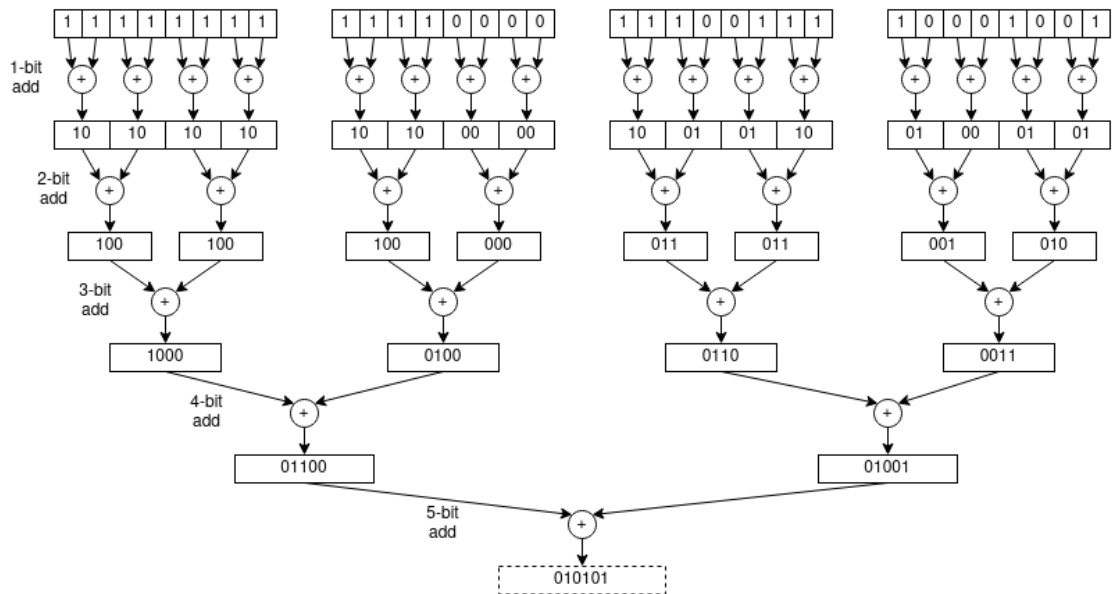 1 1 1 1 1 1 1 1 1 1 1 1 0 0 0 0 1 1 1 0 0 1 1 1 1 0 0 0 1 0 0 1
1-bit
add
+ + + + + + + + + + + + + + + +
10 10 10 10 10 10 00 00 10 01 01 10 01 00 01 01
2-bit
add
+ + + + + + + +
100 100 100 000 011 011 001 010
3-bit
add
+ + + +
1000 0100 0110 0011
4-bit
add
+ +
01100 01001
5-bit
add
+
010101